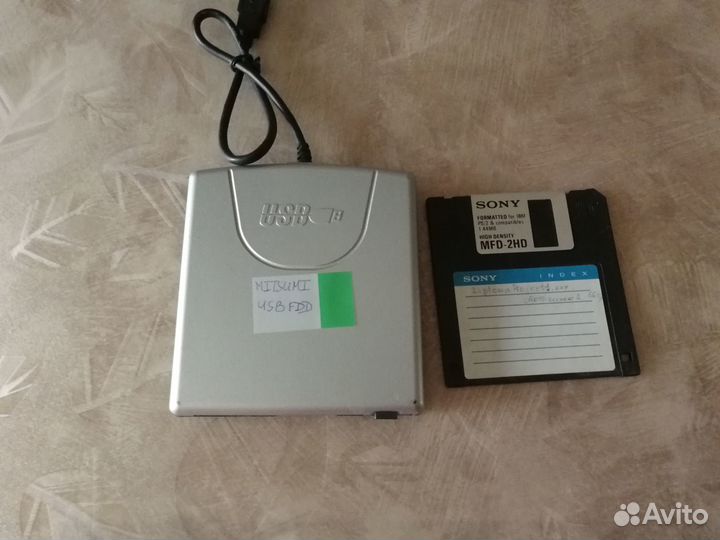 USB
MITSUMI
USB FDD
SONY
FORMATTED for IBM
PS/2 & compatibles
1.44MB
HIGH DENSITY
MFD-2HD
SONY INDEX
Avito